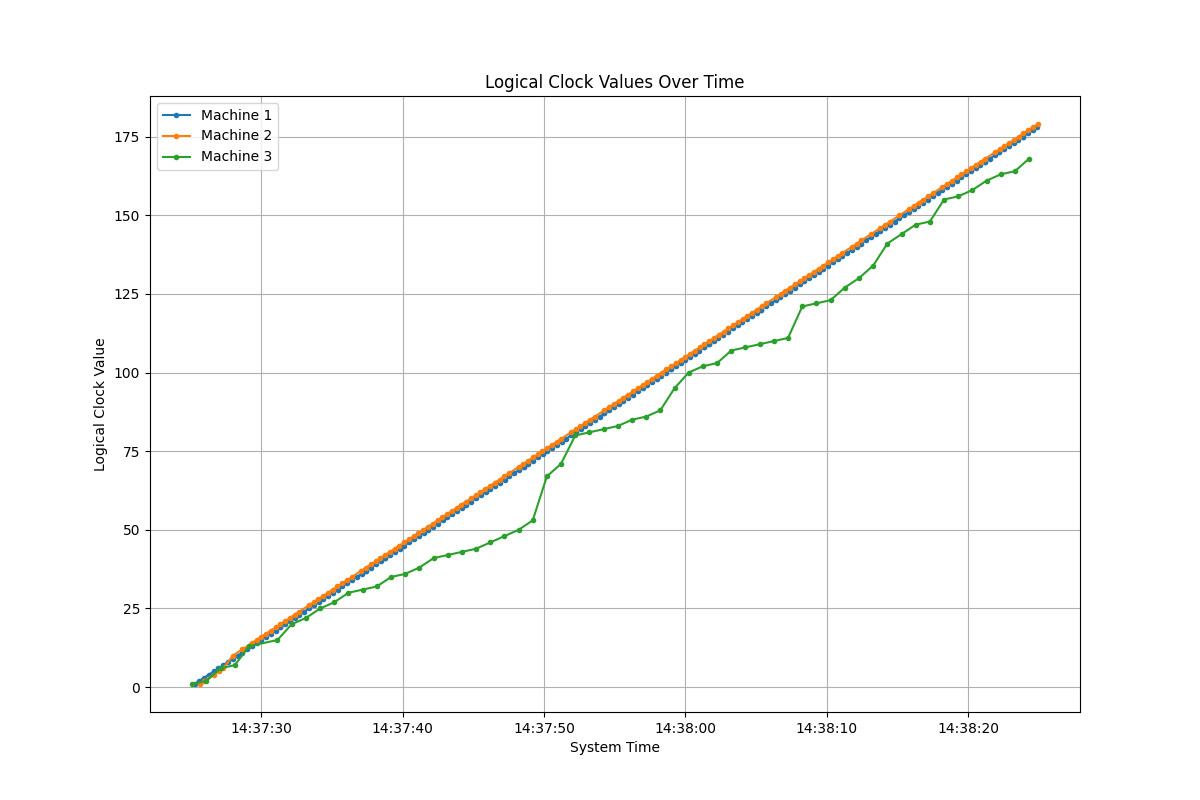 Logical Clock Values Over Time
Machine 1
Machine 2
Machine 3
175
150
125
100
75
50
25
0
Logical Clock Value
14:37:30 14:37:40 14:37:50 14:38:00 14:38:10 14:38:20
System Time